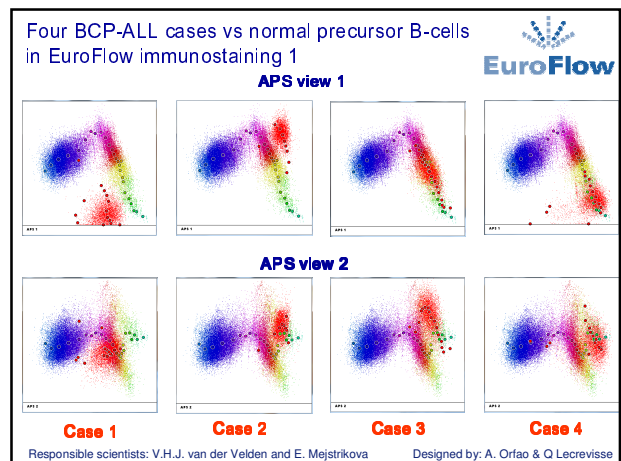 Four BCP-ALL cases vs normal precursor B-cells
in EuroFlow immunostaining 1
EuroFlow
APS view 1
APS 1
APS 1
APS 1
APS 1
APS view 2
APS 2
APS 2
APS 2
APS 2
Case 1
Case 2
Case 3
Case 4
Responsible scientists: V.H.J. van der Velden and E. Mejstrikova
Designed by: A. Orfao & Q Lecrevisse